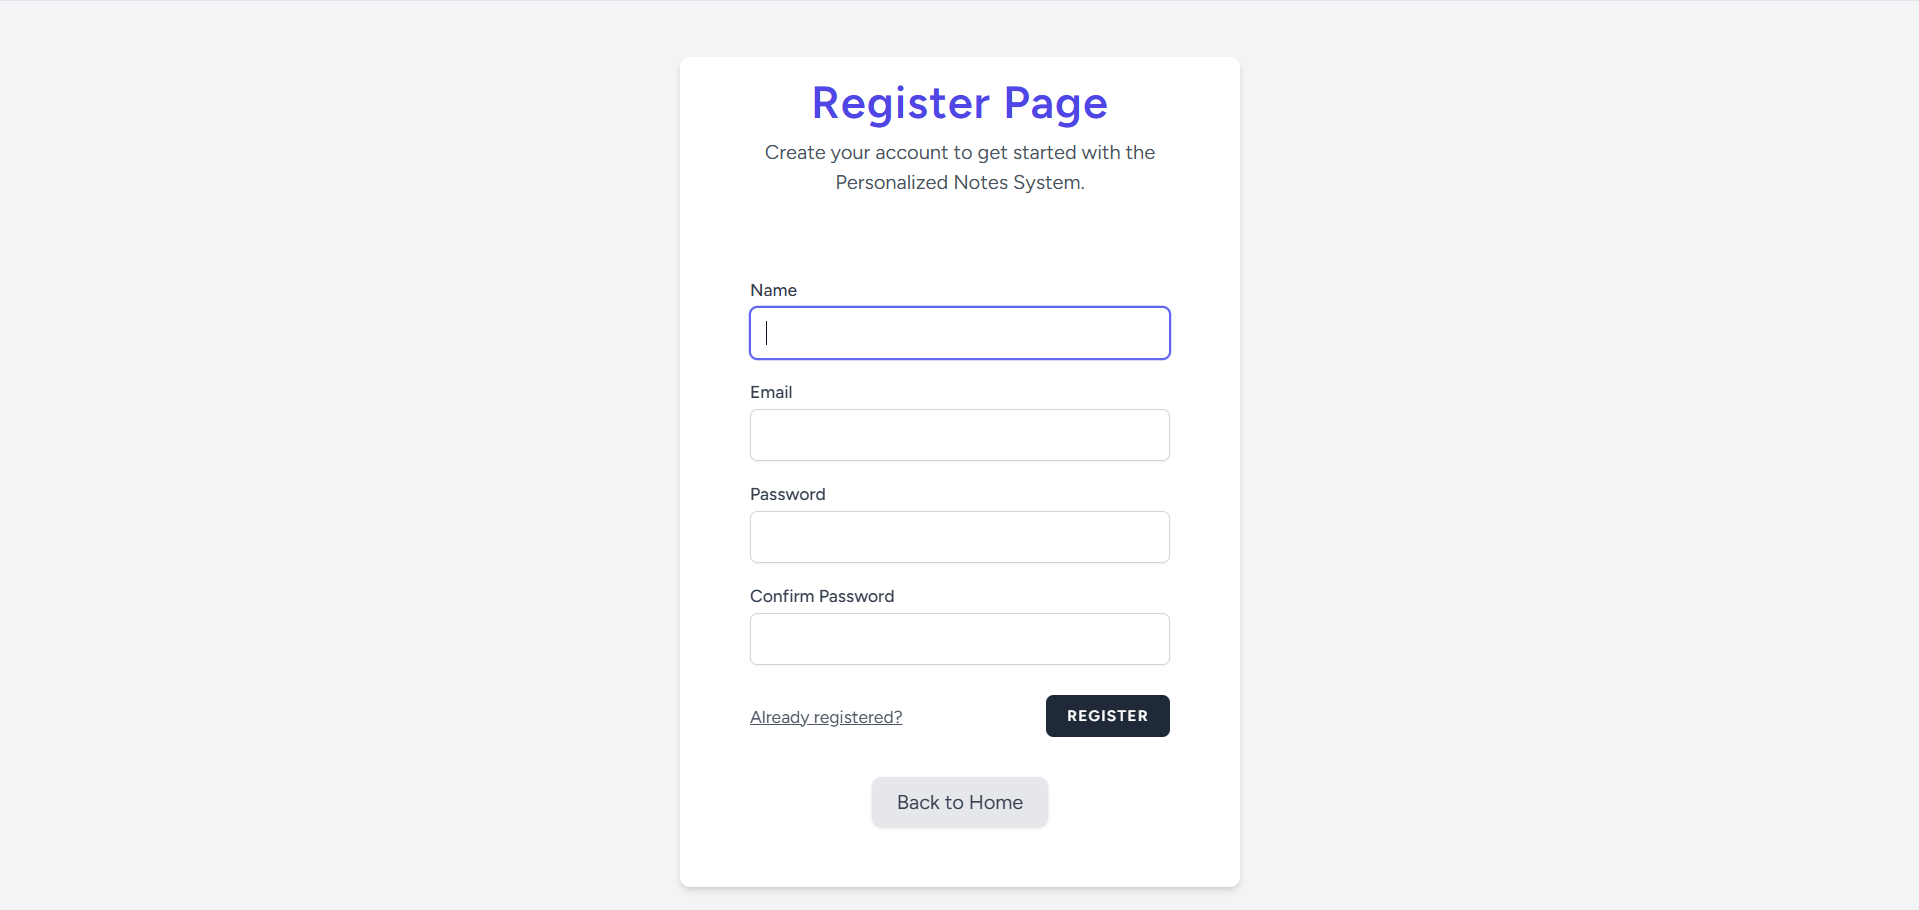 Register Page
Create your account to get started with the
Personalized Notes System.
Name
Email
Password
Confirm Password
Already registered?
REGISTER
Back to Home